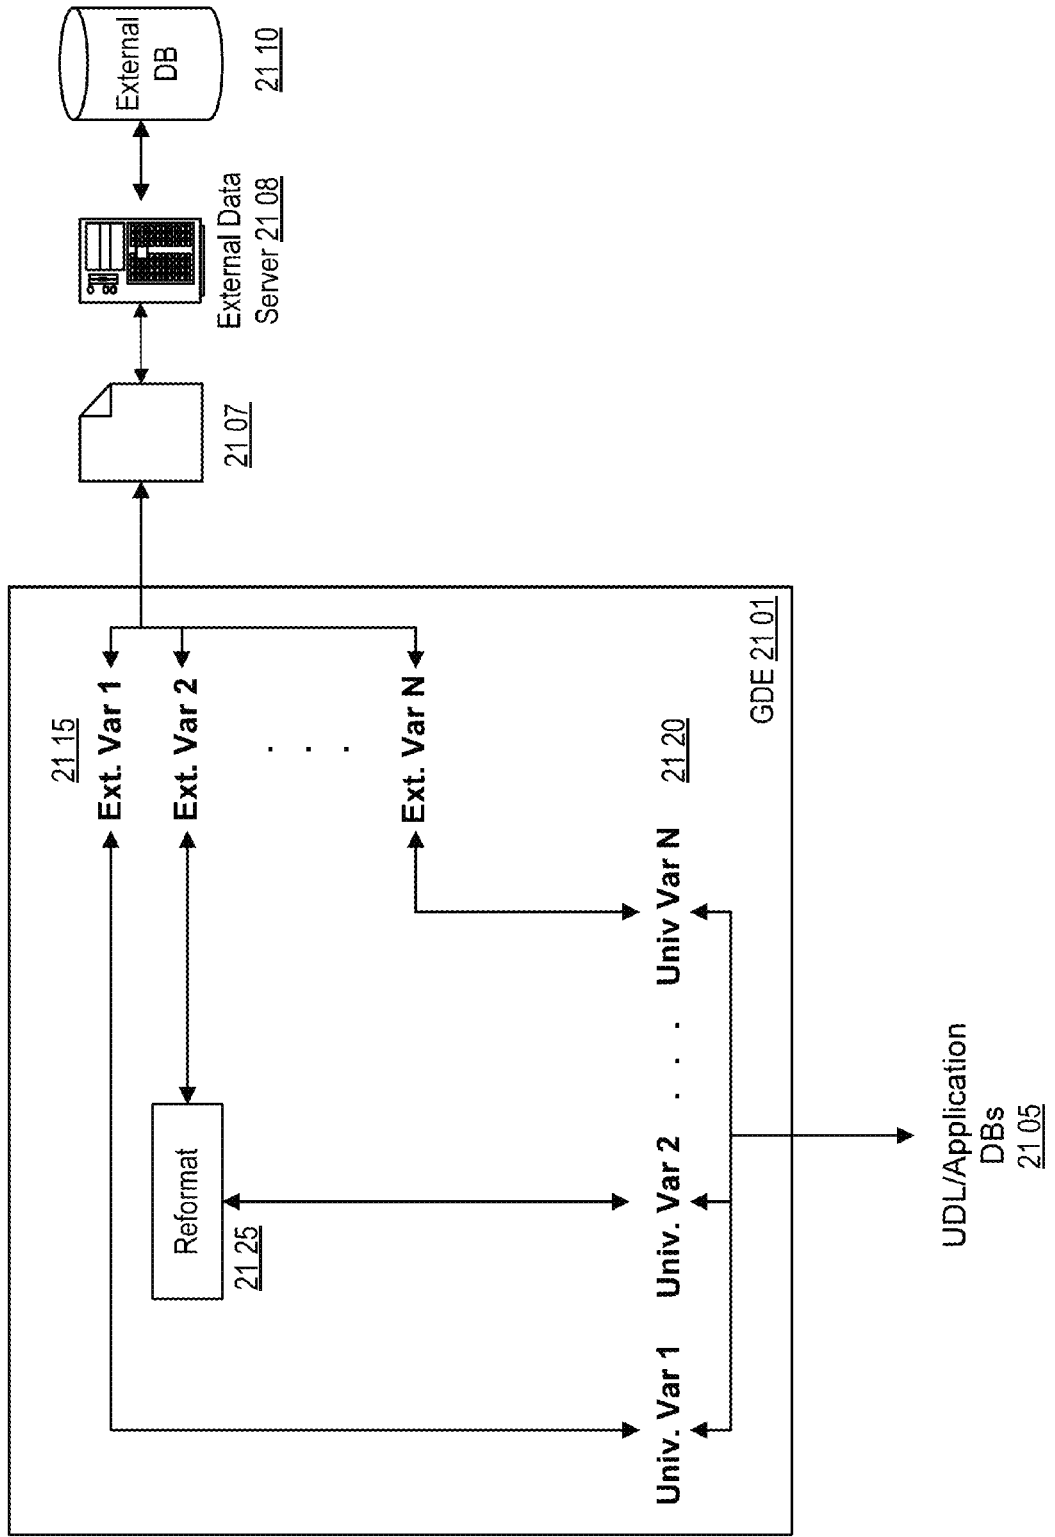 External
DB
21 10
External Data
Server 21 08
21 07
21 15
Ext. Var 1
Ext. Var 2
. . .
Ext. Var N
Reformat
21 25
Univ. Var 1
Univ. Var 2
. . .
Univ Var N
21 20
GDE 21 01
UDL/Application
DBs
21 05